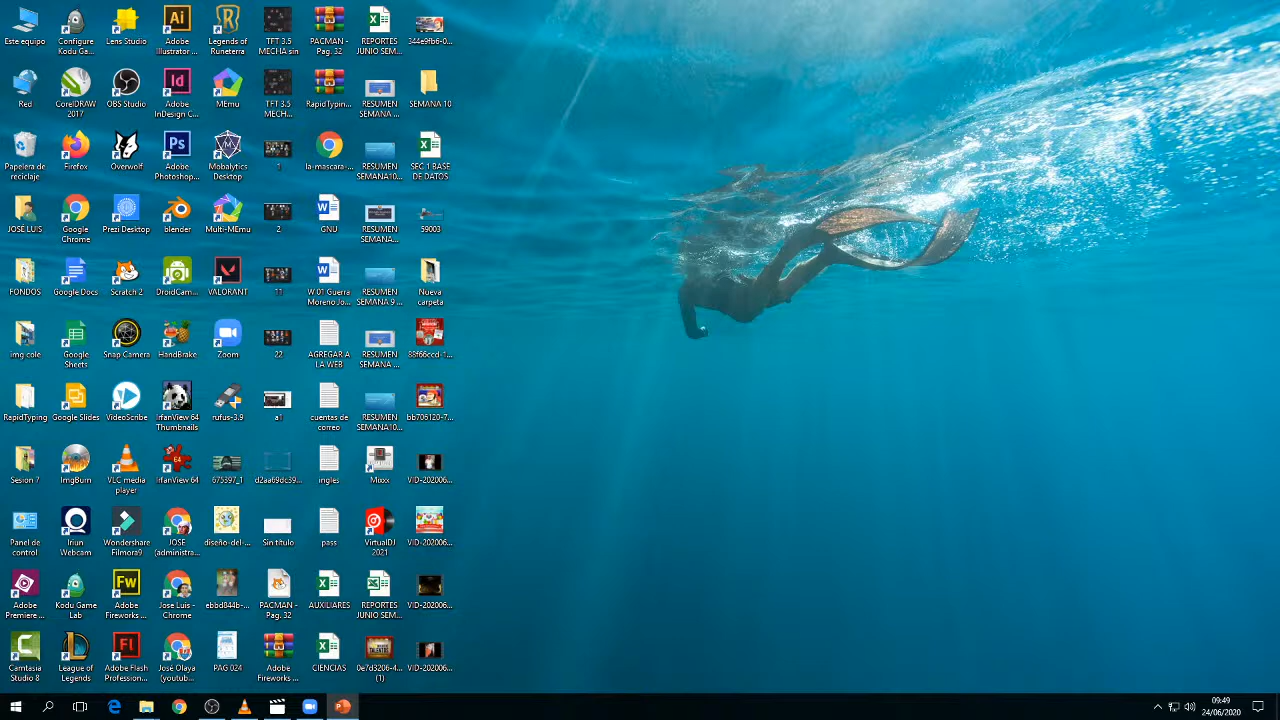 Este equipo
Configure
Kodu Ga...
Lens Studio
Adobe
Illustrator ...
Legends of
Runeterra
TFT 3.5
MECHA sin
PACMAN -
Pag. 32
REPORTES
JUNIO SEM...
344e9fb6-0...
Red
CorelDRAW
2017
OBS Studio
Adobe
InDesign C...
MEmu
TFT 3.5
MECH...
RapidTypin...
RESUMEN
SEMANA ...
SEMANA 10
Papelera de
reciclaje
Firefox
Overwolf
Adobe
Photoshop...
Mobalytics
Desktop
1
la-mascara-...
RESUMEN
SEMANA10...
SEC 1 BASE
DE DATOS
JOSÉ LUIS
Google
Chrome
Prezi Desktop
blender
Multi-MEmu
2
GNU
RESUMEN
SEMANA...
59003
FONDOS
Google Docs
Scratch 2
DroidCam...
VALORANT
11
W.01 Guerra
Moreno Jo...
RESUMEN
SEMANA 9 ...
Nueva
carpeta
img cole
Google
Sheets
Snap Camera
HandBrake
Zoom
22
AGREGAR A
LA WEB
RESUMEN
SEMANA ...
88f66ccd-1...
RapidTyping
Google Slides
VideoScribe
IrfanView 64
Thumbnails
rufus-3.9
a1
cuentas de
correo
RESUMEN
SEMANA10...
bb706120-7...
Sesion 7
ImgBurn
VLC media
player
IrfanView 64
675397_1
d2aa69dc39...
ingles
Mixxx
VID-202006...
Panel de
control
Iriun
Webcam
Wondershare
Filmora9
JOSE
(administra...
diseño-del-...
Sin título
pass
VirtualDJ
2021
VID-202006...
Adobe
Premiere ...
Kodu Game
Lab
Adobe
Fireworks ...
Jose Luis -
Chrome
ebbd844b-...
PACMAN -
Pag. 32
AUXILIARES
REPORTES
JUNIO SEM...
VID-202006...
Camtasia
Studio 8
League of
Legends
Adobe Flash
Profession...
José Olaya
(youtub...
PAG 024
Adobe
Fireworks ...
CIENCIAS
0e7d3206-4...
(1)
VID-202006...
09:49
24/06/2020